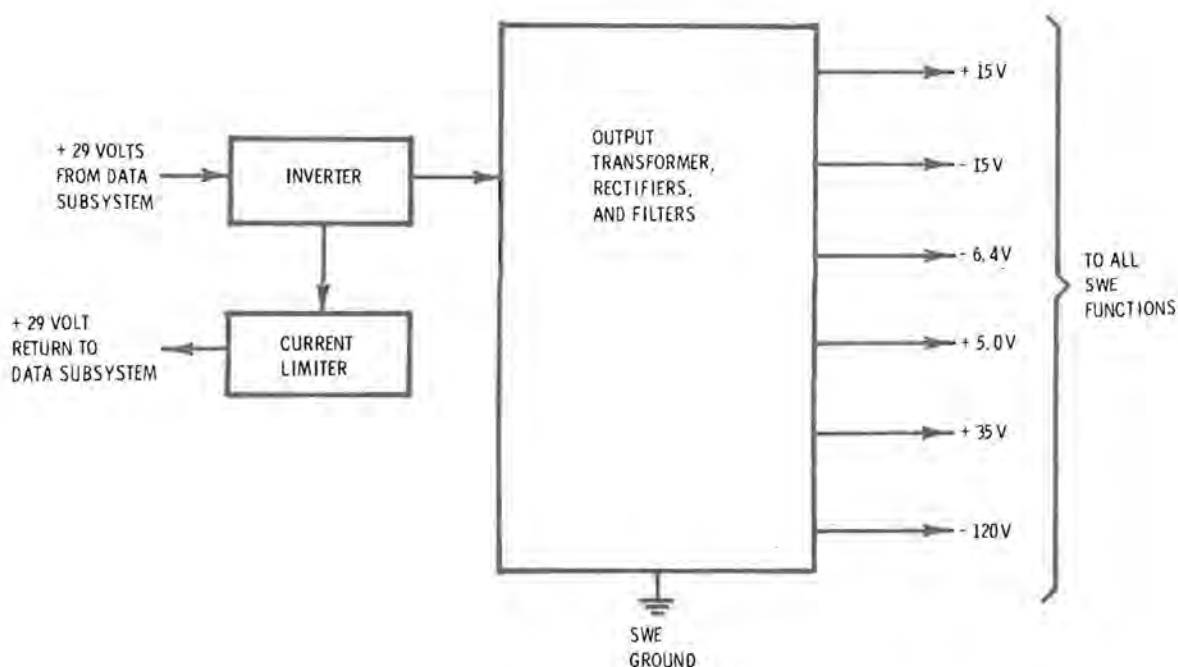 + 29 VOLTS
FROM DATA
SUBSYSTEM
INVERTER
+ 29 VOLT
RETURN TO
DATA SUBSYSTEM
CURRENT
LIMITER
OUTPUT
TRANSFORMER,
RECTIFIERS,
AND FILTERS
+ 15 V
- 15 V
- 6.4 V
+ 5.0 V
+ 35 V
- 120 V
TO ALL
SWE
FUNCTIONS
SWE
GROUND